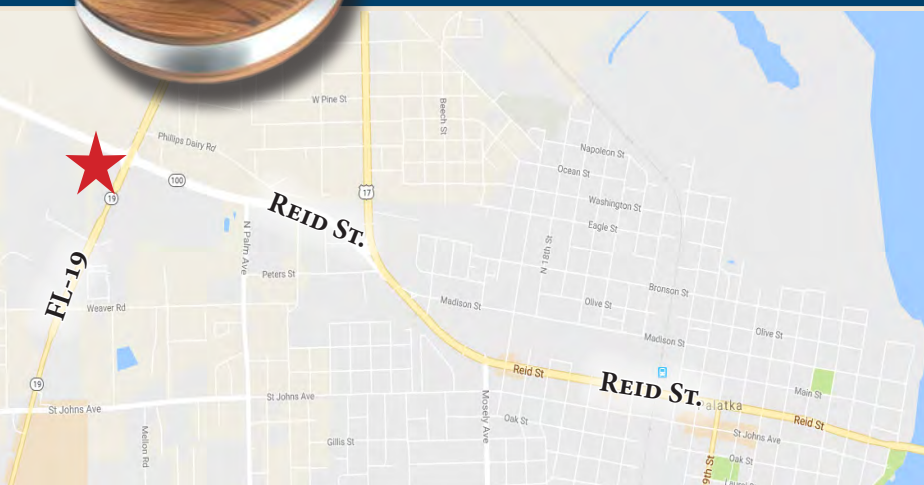 W Pine St
Beech St
Phillips Dairy Rd
Napoleon St
Ocean St
100
17
19
Washington St
REID ST.
Eagle St
N Palm Ave
N 18th St
FL-19
Peters St
Bronson St
Weaver Rd
Madison St
Olive St
Olive St
Madison St
Reid St
REID ST.
19
Main St
St Johns Ave
St Johns Ave
Mosely Ave
Oak St
Reid St
Mellon Rd
Gillis St
St Johns Ave
Oak St
9th St